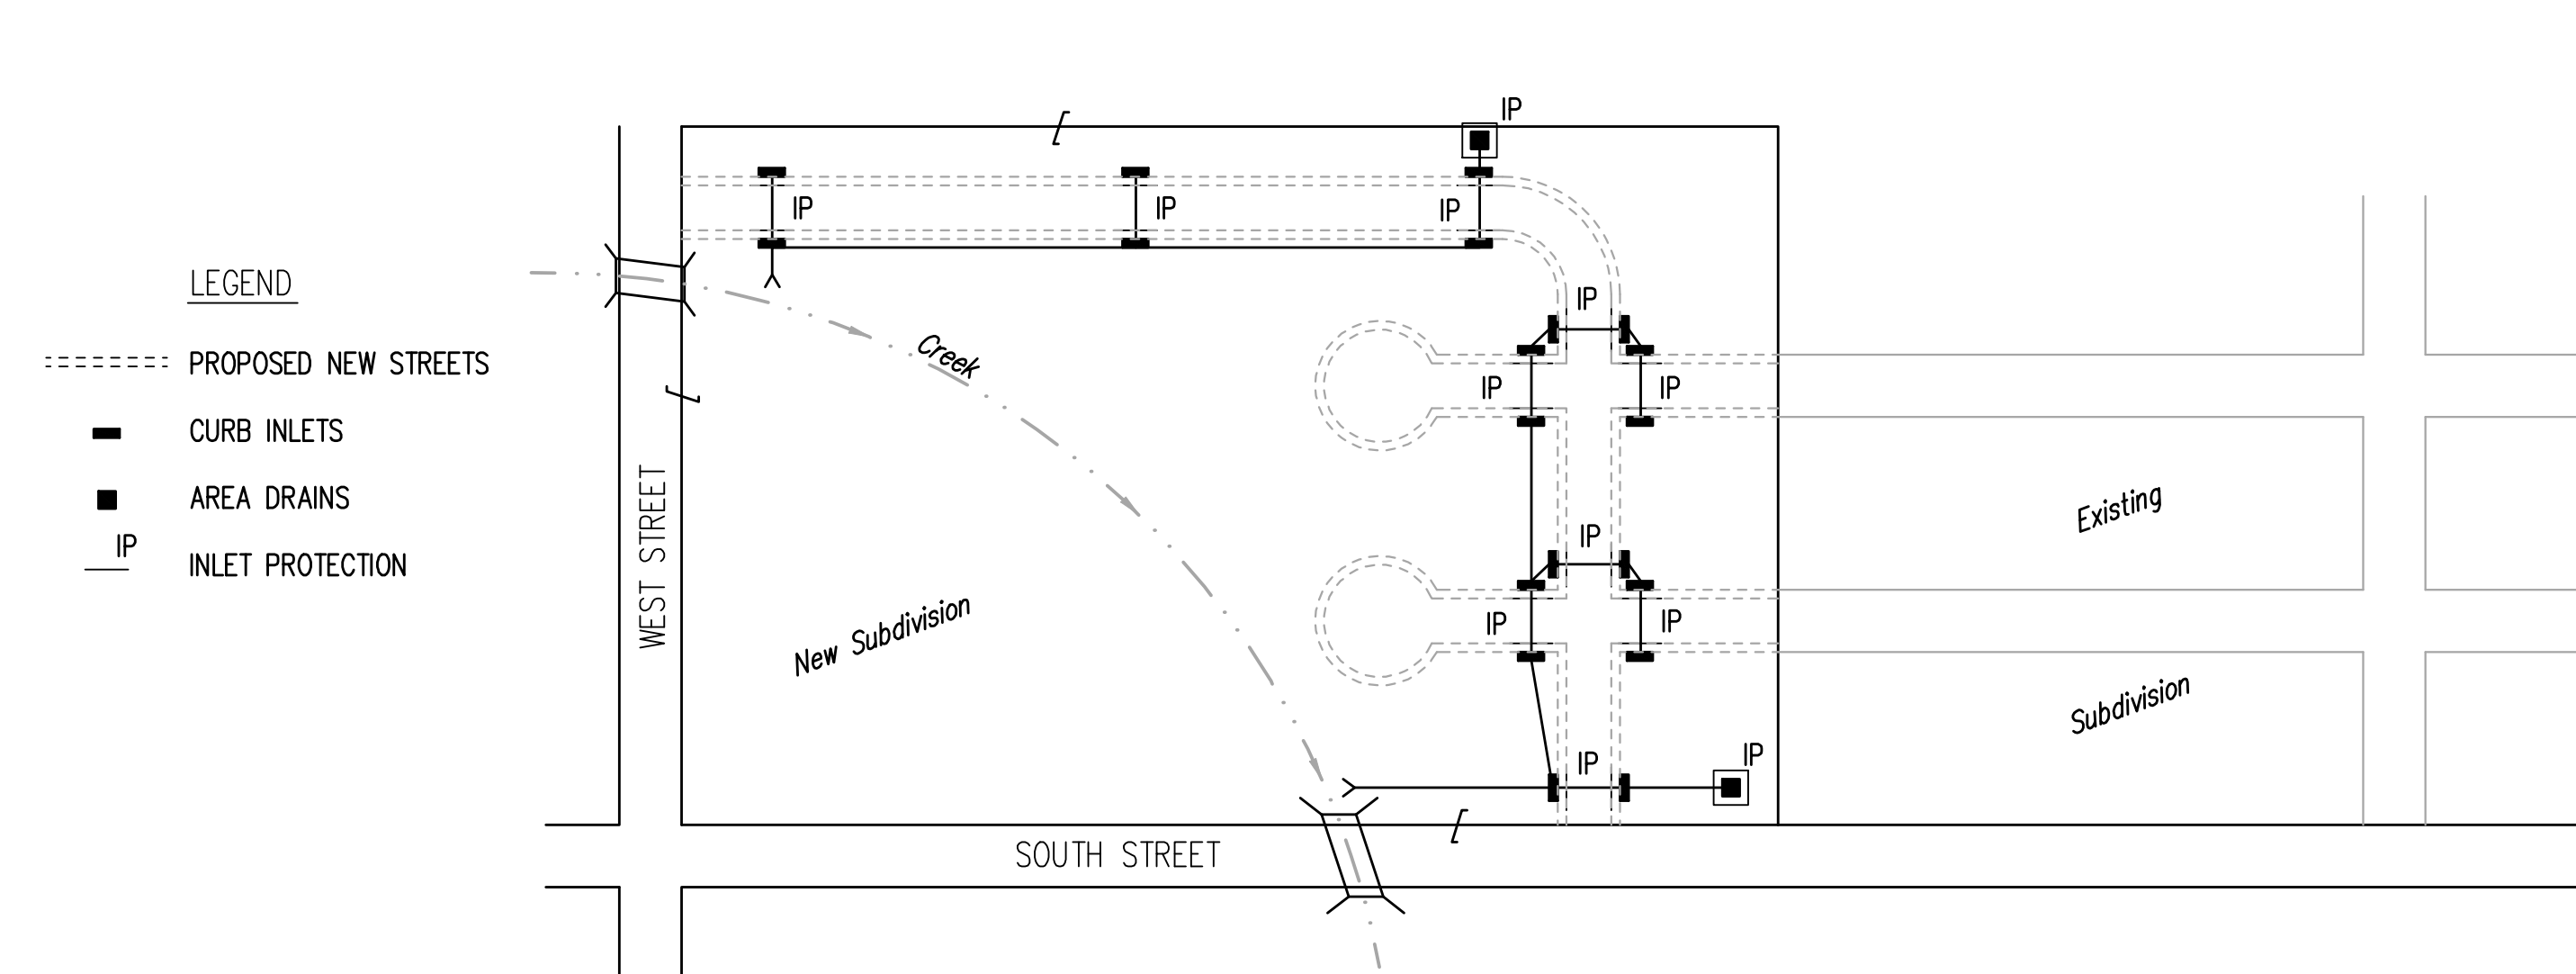 LEGEND
PROPOSED NEW STREETS
CURB INLETS
AREA DRAINS
IP
INLET PROTECTION
WEST STREET
SOUTH STREET
Creek
New Subdivision
Existing
Subdivision
IP
IP
IP
IP
IP
IP
IP
IP
IP
IP
IP
IP